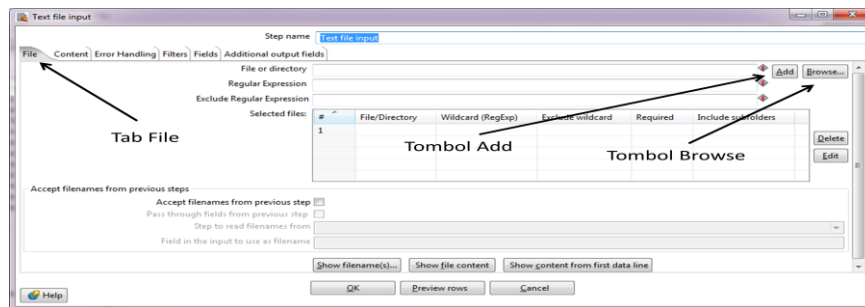 Text file input
Step name Text file input
File Content Error Handling Filters Fields Additional output fields
File or directory Add Browse...
Regular Expression
Exclude Regular Expression
Selected files: # File/Directory Wildcard (RegExp) Exclude wildcard Required Include subfolders
1
Delete
Edit
Tab File
Tombol Add
Tombol Browse
Accept filenames from previous steps
Accept filenames from previous step
Pass through fields from previous step
Step to read filenames from
Field in the input to use as filename
Show filename(s)... Show file content Show content from first data line
Help OK Preview rows Cancel